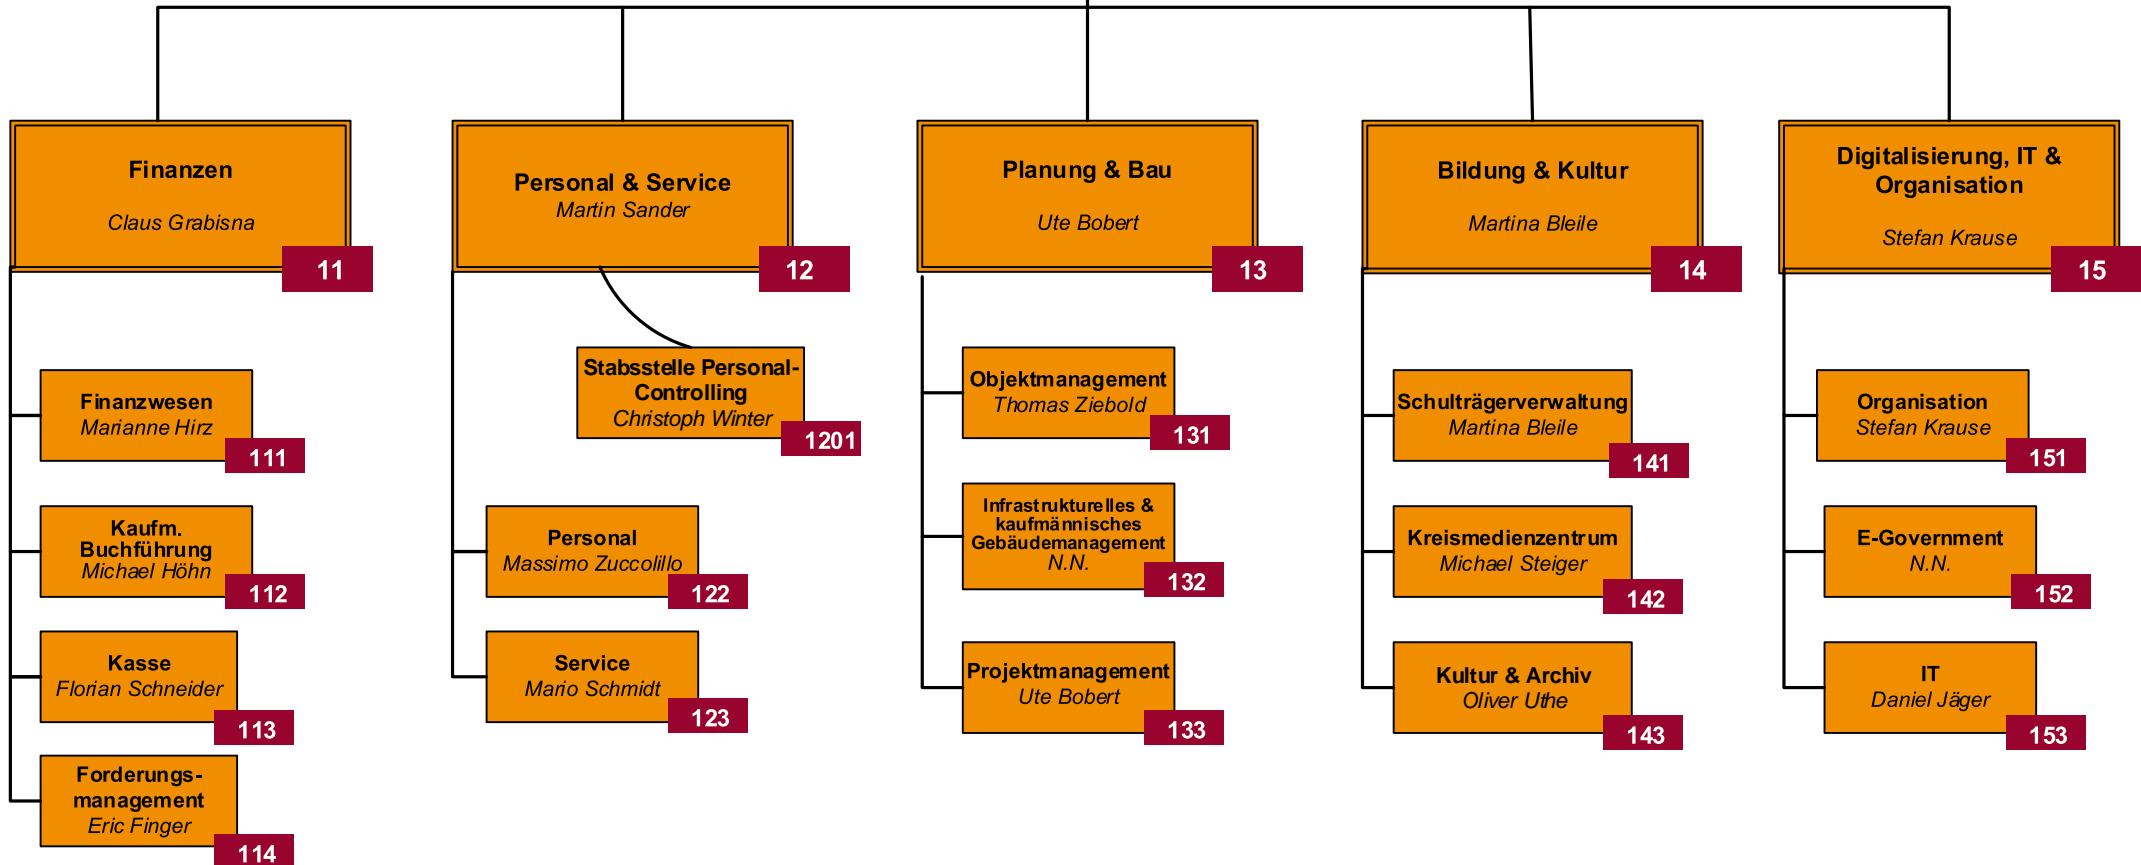 Finanzen
Claus Grabisna
11
Finanzwesen
Marianne Hirz
111
Kaufm.
Buchführung
Michael Höhn
112
Kasse
Florian Schneider
113
Forderungs-
management
Eric Finger
114
Personal & Service
Martin Sander
12
Stabsstelle Personal-
Controlling
Christoph Winter
1201
Personal
Massimo Zuccolillo
122
Service
Mario Schmidt
123
Planung & Bau
Ute Bobert
13
Objektmanagement
Thomas Ziebold
131
Infrastrukturelles &
kaufmännisches
Gebäudemanagement
N.N.
132
Projektmanagement
Ute Bobert
133
Bildung & Kultur
Martina Bleile
14
Schulträgerverwaltung
Martina Bleile
141
Kreismedienzentrum
Michael Steiger
142
Kultur & Archiv
Oliver Uthe
143
Digitalisierung, IT &
Organisation
Stefan Krause
15
Organisation
Stefan Krause
151
E-Government
N.N.
152
IT
Daniel Jäger
153